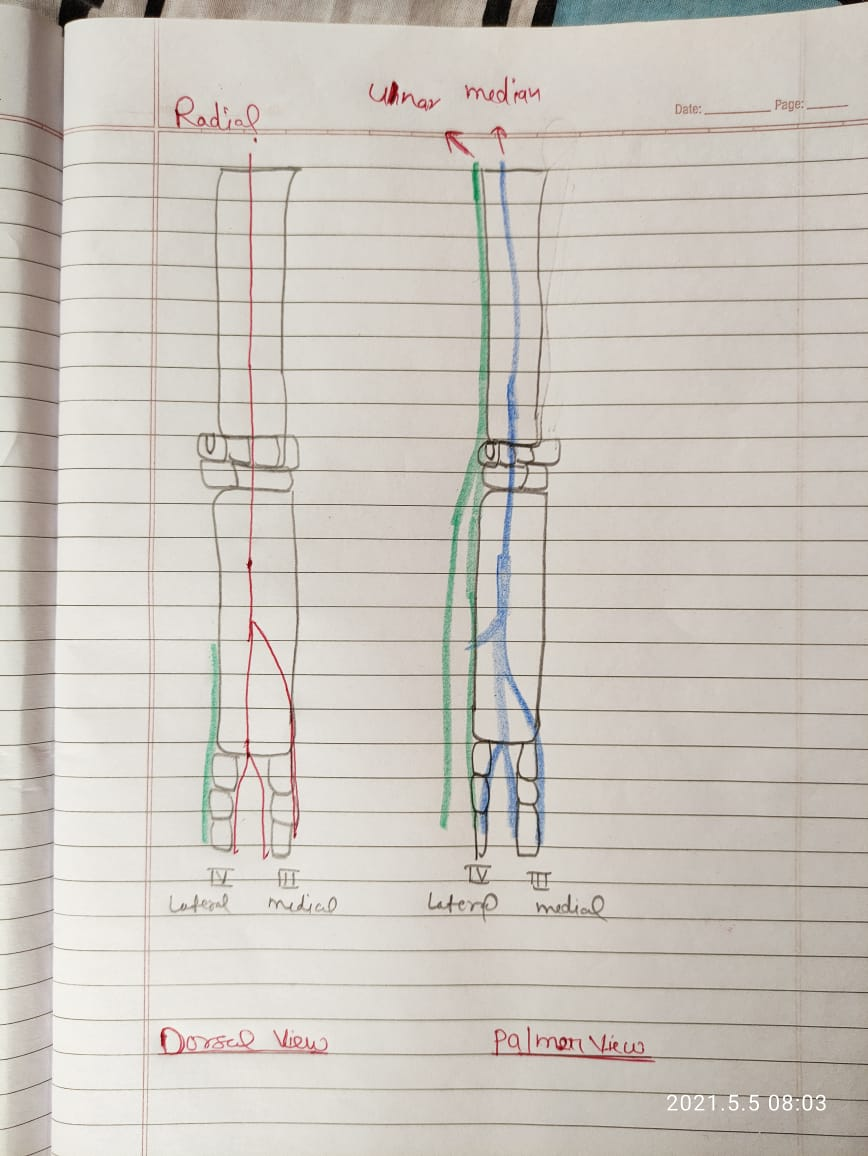 Ulnar median
Date: Page:
Radial
IV III IV III
Lateral medical Lateral medial
Dorsal View Palmar View
2021.5.5 08:03